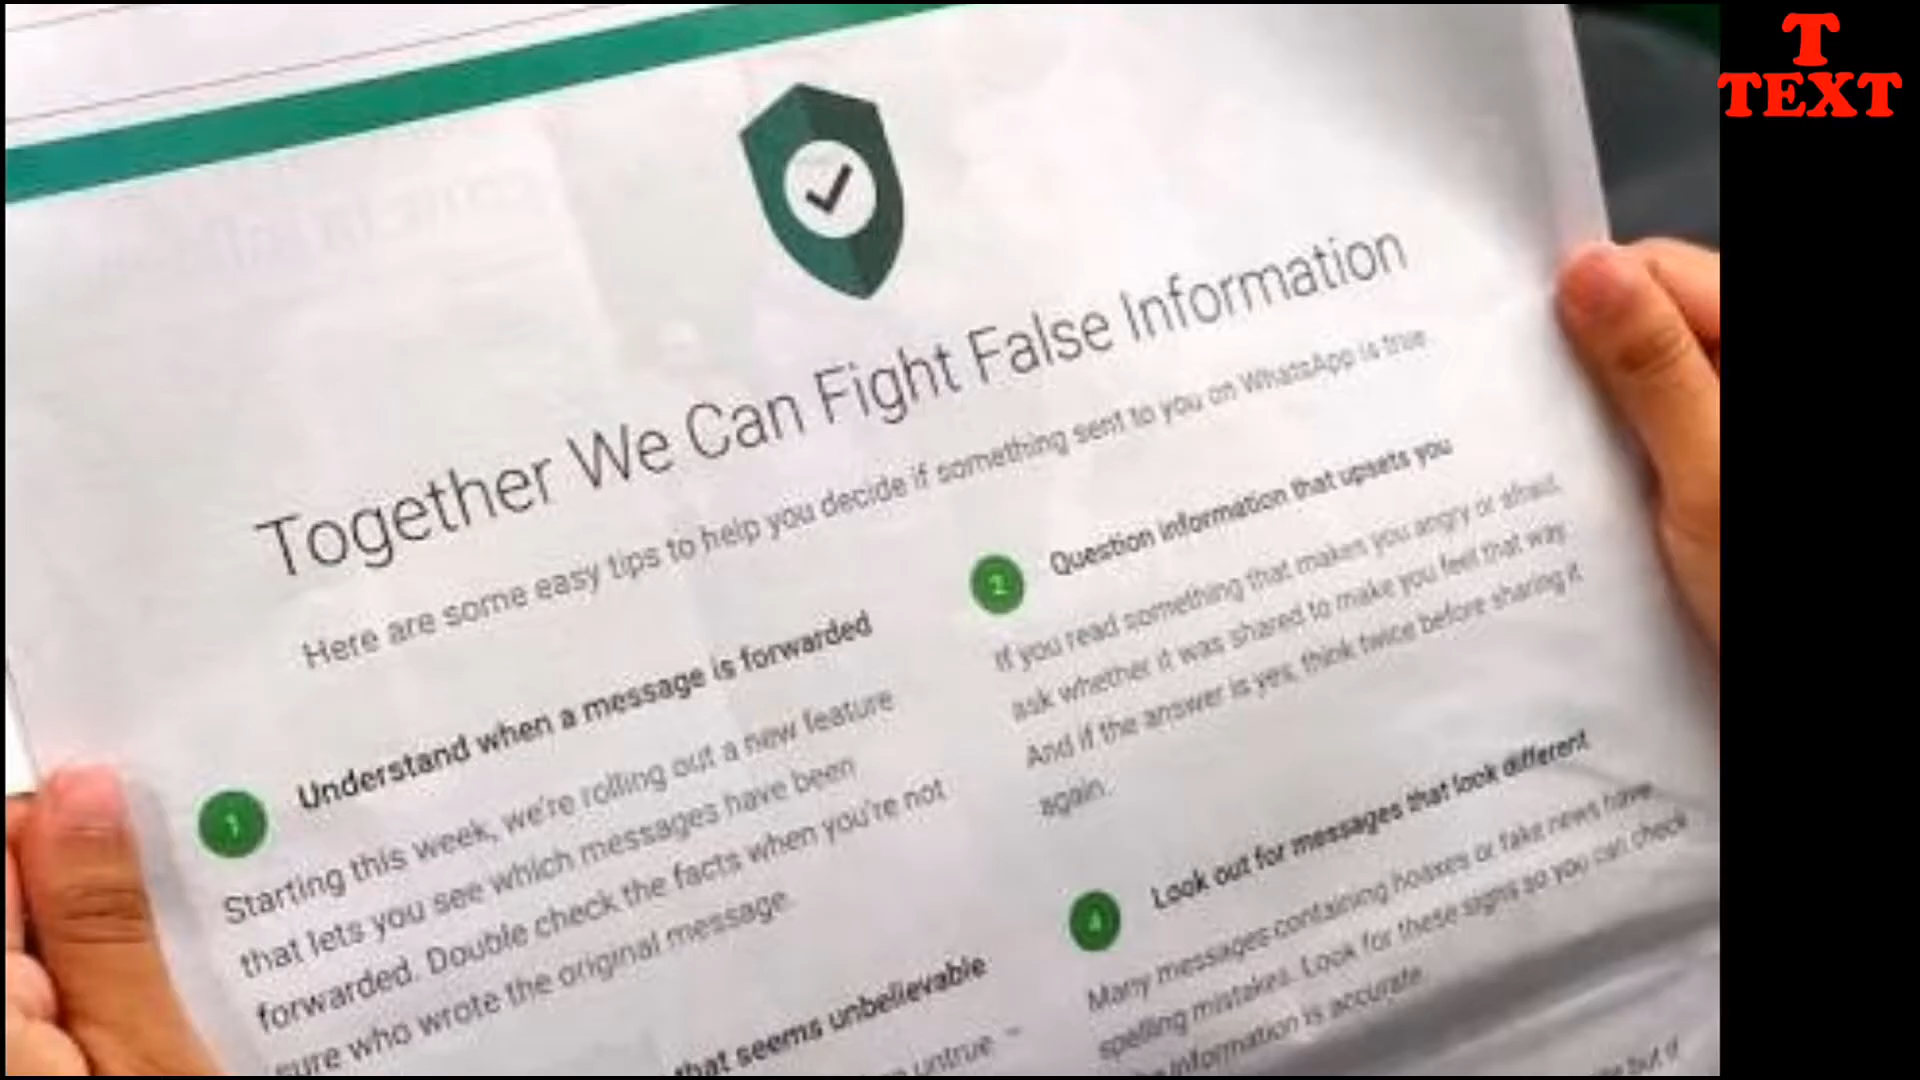 T
TEXT
Together We Can Fight False Information
Here are some easy tips to help you decide if something sent to you on WhatsApp is true.
1
Understand when a message is forwarded
Starting this week, we're rolling out a new feature
that lets you see which messages have been
forwarded. Double check the facts when you're not
sure who wrote the original message.
that seems unbelievable
untrue –
2
Question information that upsets you
If you read something that makes you angry or afraid,
ask whether it was shared to make you feel that way.
And if the answer is yes, think twice before sharing it
again.
4
Look out for messages that look different
Many messages containing hoaxes or fake news have
spelling mistakes. Look for these signs so you can check
information is accurate.
but if